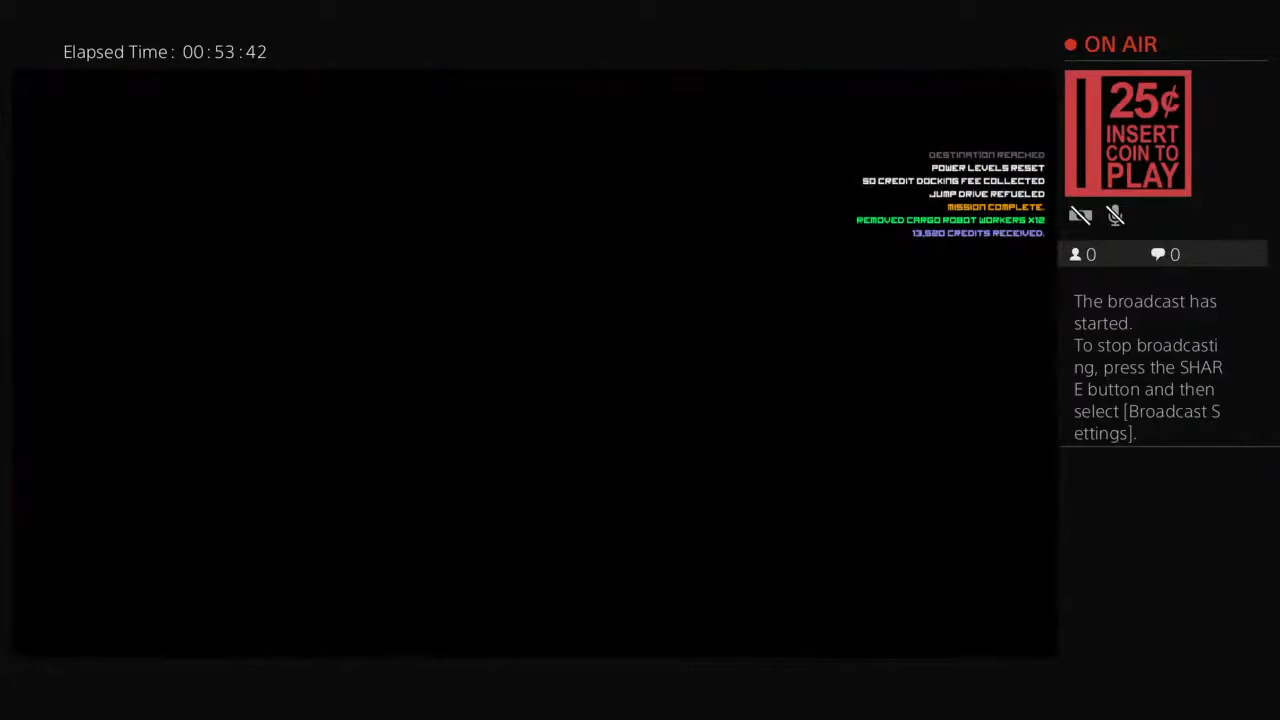 Elapsed Time: 00:53:42
ON AIR
25¢
INSERT
COIN TO
PLAY
DESTINATION REACHED
POWER LEVELS RESET
50 CREDIT DOCKING FEE COLLECTED
JUMP DRIVE REFUELED
MISSION COMPLETE.
REMOVED CARGO ROBOT WORKERS X12
13,520 CREDITS RECEIVED.
0
0
The broadcast has
started.
To stop broadcasti
ng, press the SHAR
E button and then
select [Broadcast S
ettings].